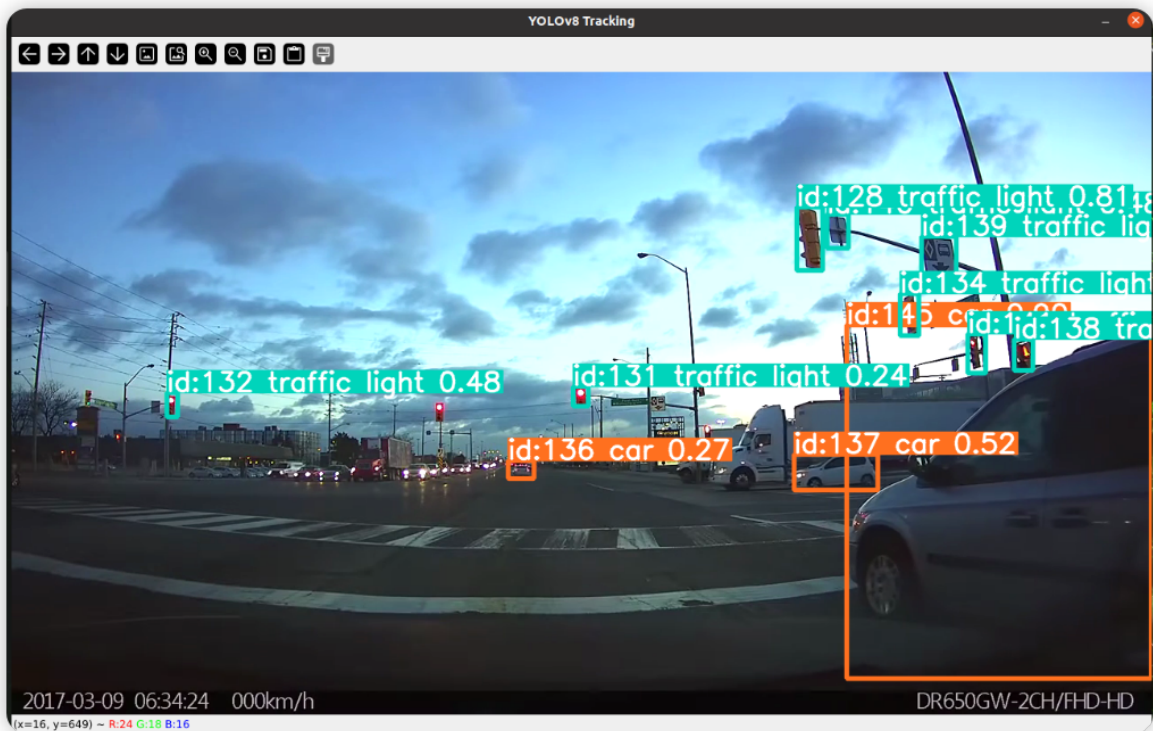 YOLOv8 Tracking
id:128 traffic light 0.81
id:139 traffic lig
id:134 traffic light
id:145 car
id:138 tra
id:132 traffic light 0.48
id:131 traffic light 0.24
id:136 car 0.27
id:137 car 0.52
2017-03-09 06:34:24 000km/h
DR650GW-2CH/FHD-HD
(x=16, y=649) ~ R:24 G:18 B:16